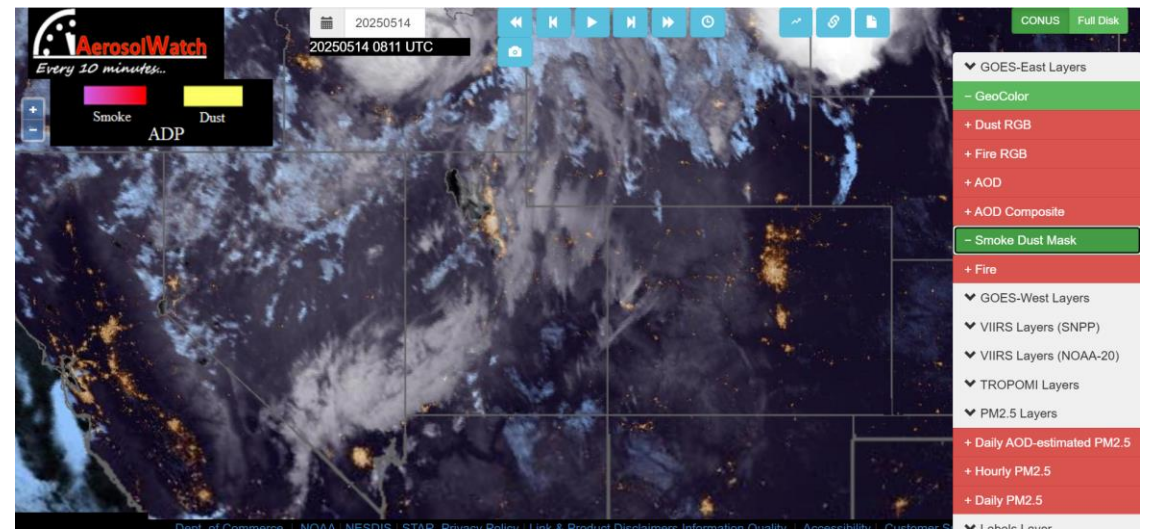 AerosolWatch
Every 10 minutes...
20250514
20250514 0811 UTC
CONUS Full Disk
+
−
Smoke Dust
ADP
GOES-East Layers
− GeoColor
+ Dust RGB
+ Fire RGB
+ AOD
+ AOD Composite
− Smoke Dust Mask
+ Fire
GOES-West Layers
VIIRS Layers (SNPP)
VIIRS Layers (NOAA-20)
TROPOMI Layers
PM2.5 Layers
+ Daily AOD-estimated PM2.5
+ Hourly PM2.5
+ Daily PM2.5
Labels Layer
Dept. of Commerce | NOAA | NESDIS | STAR Privacy Policy | Link & Product Disclaimers Information Quality | Accessibility | Customer